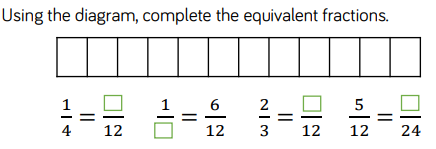 Using the diagram, complete the equivalent fractions.
1/4 = □/12   1/□ = 6/12   2/3 = □/12   5/12 = □/24